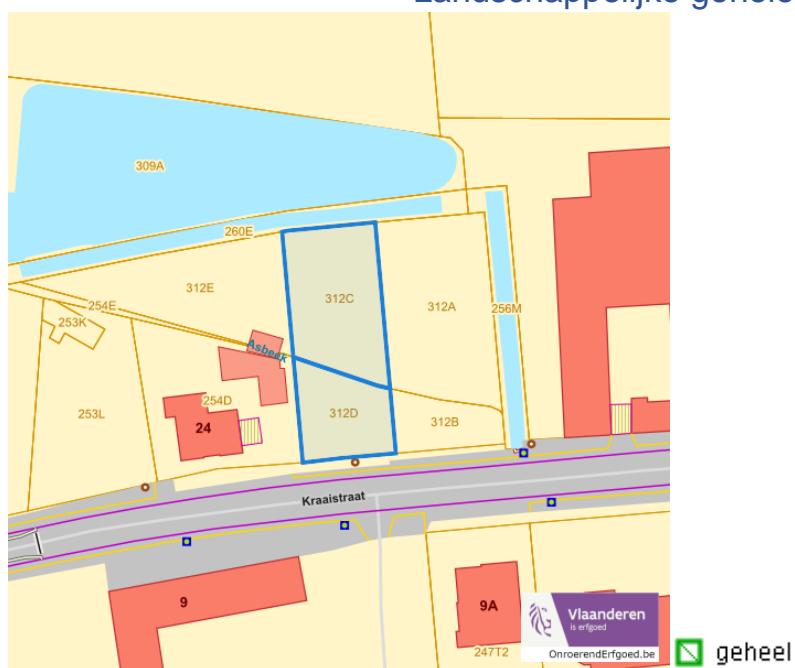 Landschappelijke gehele
309A
260E
312E
312C
312A
254E
256M
253K
Asbeek
253L
254D
24
312D
312B
Kraaistraat
9
9A
247T2
Vlaanderen
is erfgoed
OnroerendErfgoed.be
geheel